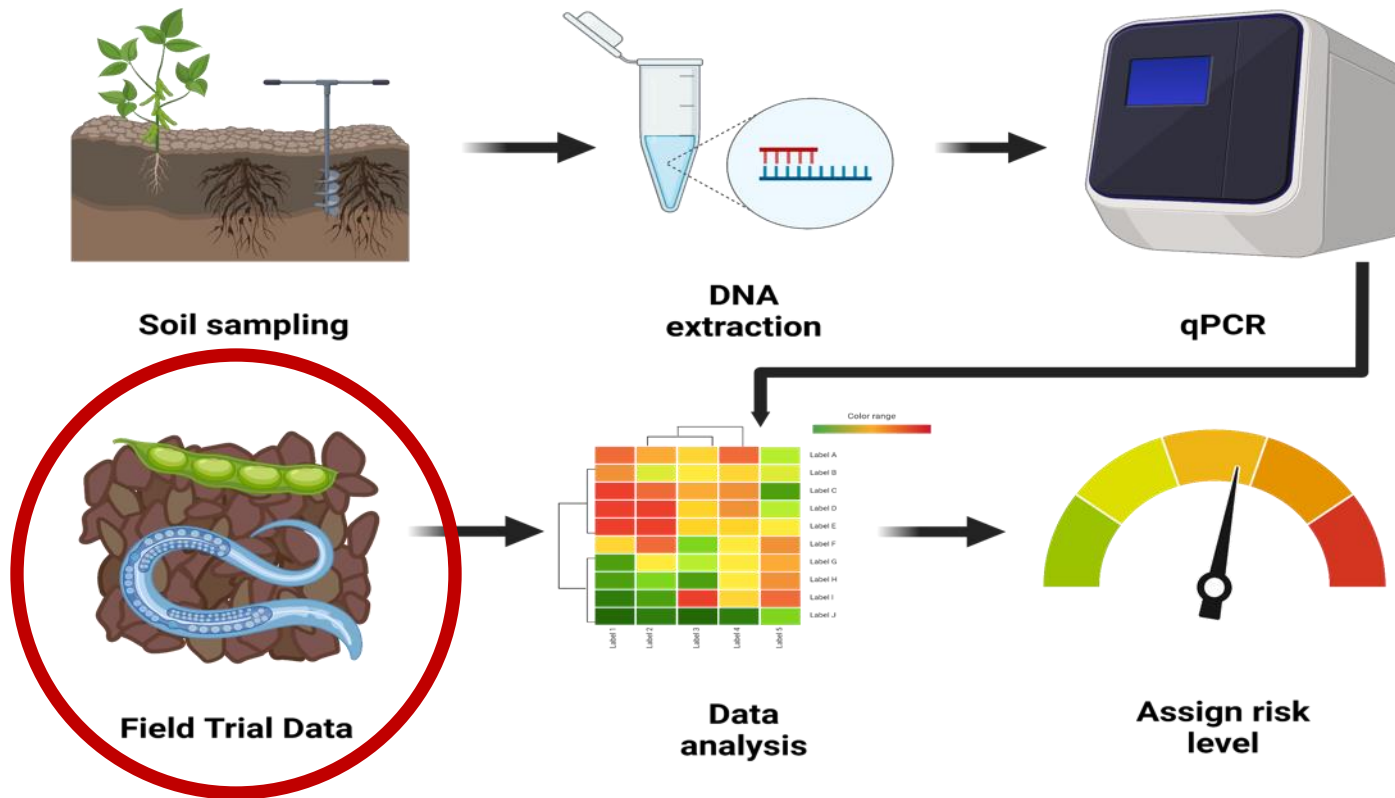 Soil sampling
DNA
extraction
qPCR
Field Trial Data
Color range
Label A
Label B
Label C
Label D
Label E
Label F
Label G
Label H
Label I
Label J
Label 1
Label 2
Label 3
Label 4
Label 5
Data
analysis
Assign risk
level